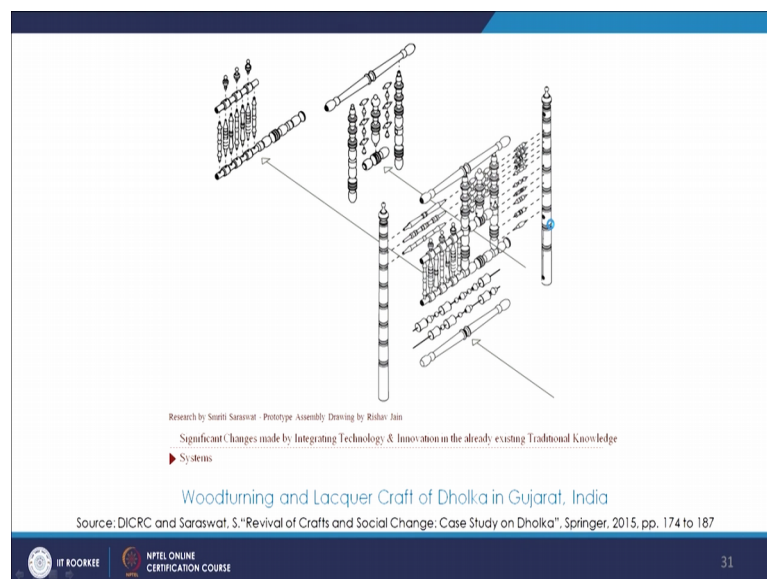 Research by Smriti Saraswat - Prototype Assembly Drawing by Rishav Jain
Significant Changes made by Integrating Technology & Innovation in the already existing Traditional Knowledge
Systems
Woodturning and Lacquer Craft of Dholka in Gujarat, India
Source: DICRC and Saraswat, S."Revival of Crafts and Social Change: Case Study on Dholka", Springer, 2015, pp. 174 to 187
IIT ROORKEE
NPTEL ONLINE
CERTIFICATION COURSE
31